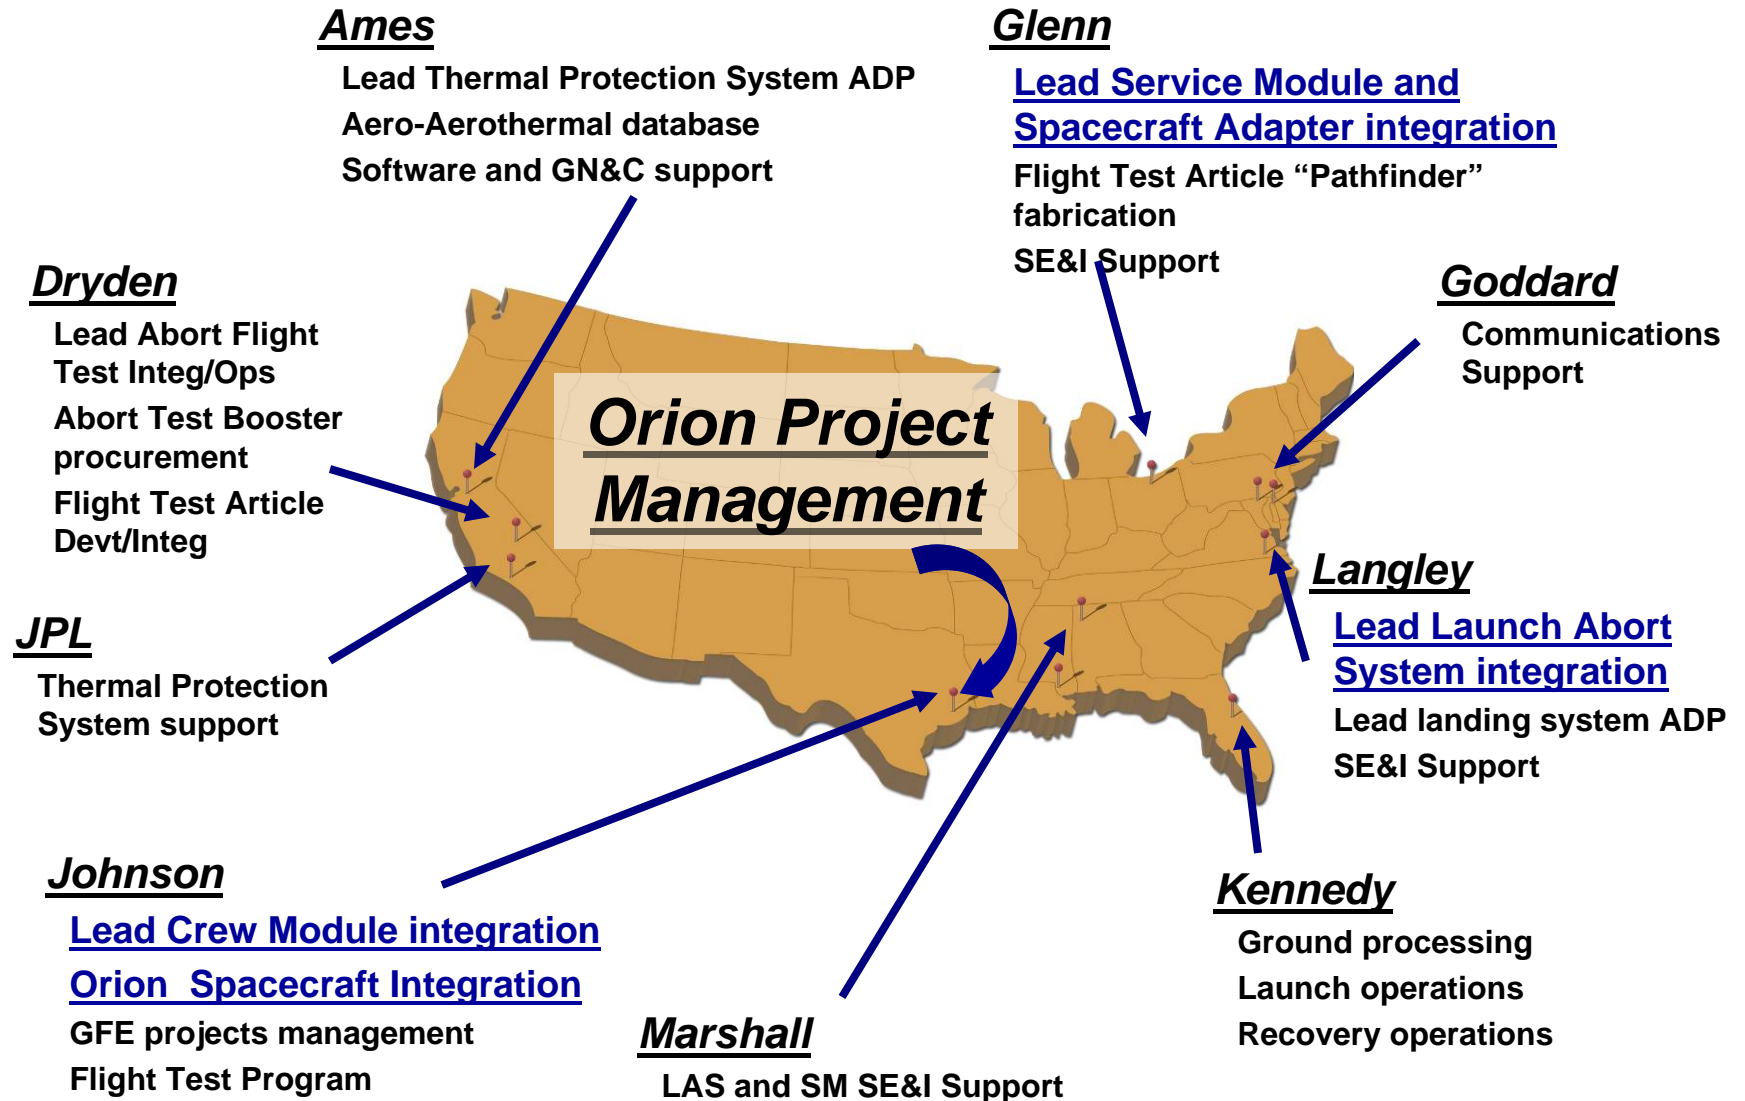 Ames
Lead Thermal Protection System ADP
Aero-Aerothermal database
Software and GN&C support
Glenn
Lead Service Module and
Spacecraft Adapter integration
Flight Test Article “Pathfinder”
fabrication
SE&I Support
Dryden
Lead Abort Flight
Test Integ/Ops
Abort Test Booster
procurement
Flight Test Article
Devt/Integ
Goddard
Communications
Support
Orion Project
Management
JPL
Thermal Protection
System support
Langley
Lead Launch Abort
System integration
Lead landing system ADP
SE&I Support
Johnson
Lead Crew Module integration
Orion  Spacecraft Integration
GFE projects management
Flight Test Program
Marshall
LAS and SM SE&I Support
Kennedy
Ground processing
Launch operations
Recovery operations